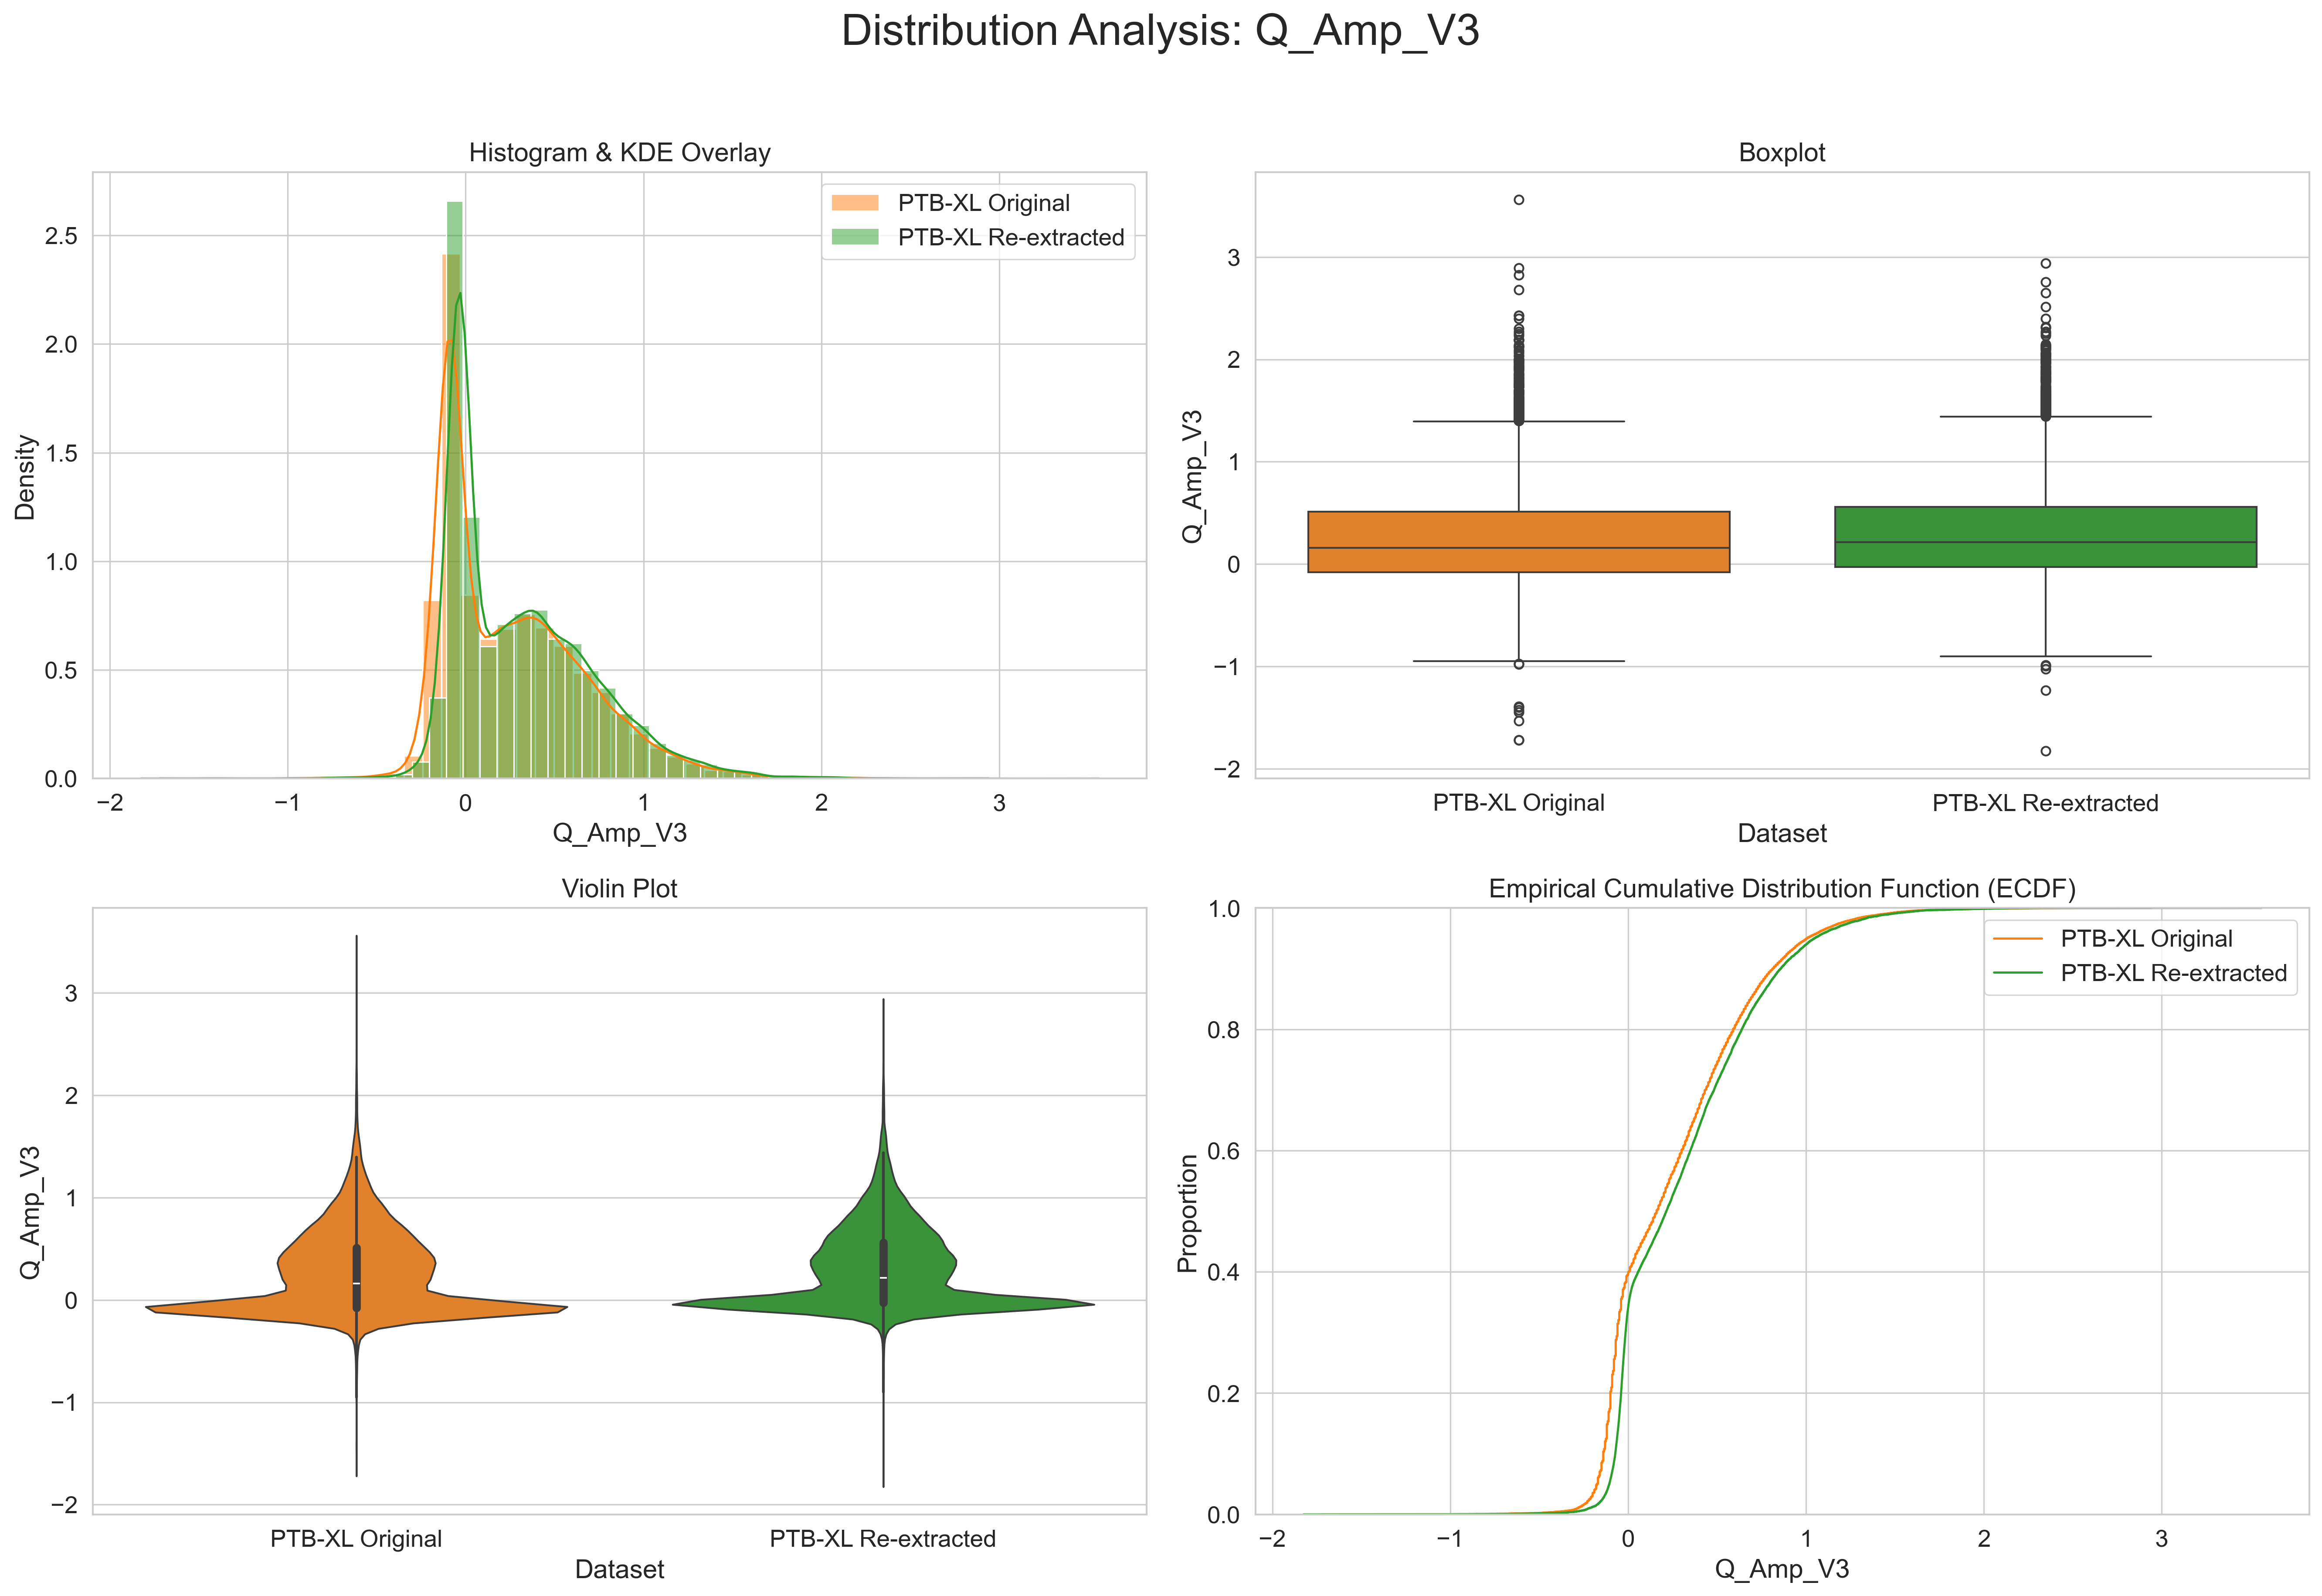 Distribution Analysis: Q_Amp_V3
Histogram & KDE Overlay
PTB-XL Original
PTB-XL Re-extracted
Density
2.5
2.0
1.5
1.0
0.5
0.0
−2
−1
0
1
2
3
Q_Amp_V3
Boxplot
Q_Amp_V3
3
2
1
0
−1
−2
PTB-XL Original
PTB-XL Re-extracted
Dataset
Violin Plot
Q_Amp_V3
3
2
1
0
−1
−2
PTB-XL Original
PTB-XL Re-extracted
Dataset
Empirical Cumulative Distribution Function (ECDF)
PTB-XL Original
PTB-XL Re-extracted
Proportion
1.0
0.8
0.6
0.4
0.2
0.0
−2
−1
0
1
2
3
Q_Amp_V3